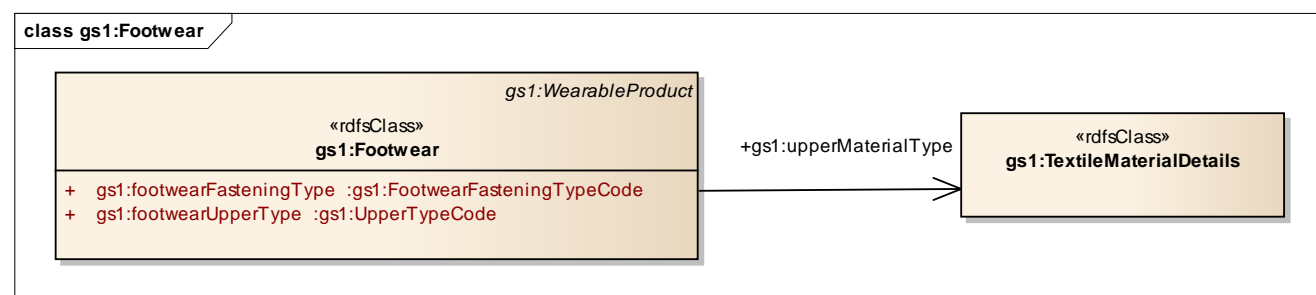 class gs1:Footwear
gs1:WearableProduct
«rdfsClass»
gs1:Footwear
+ gs1:footwearFasteningType :gs1:FootwearFasteningTypeCode
+ gs1:footwearUpperType :gs1:UpperTypeCode
+gs1:upperMaterialType
«rdfsClass»
gs1:TextileMaterialDetails